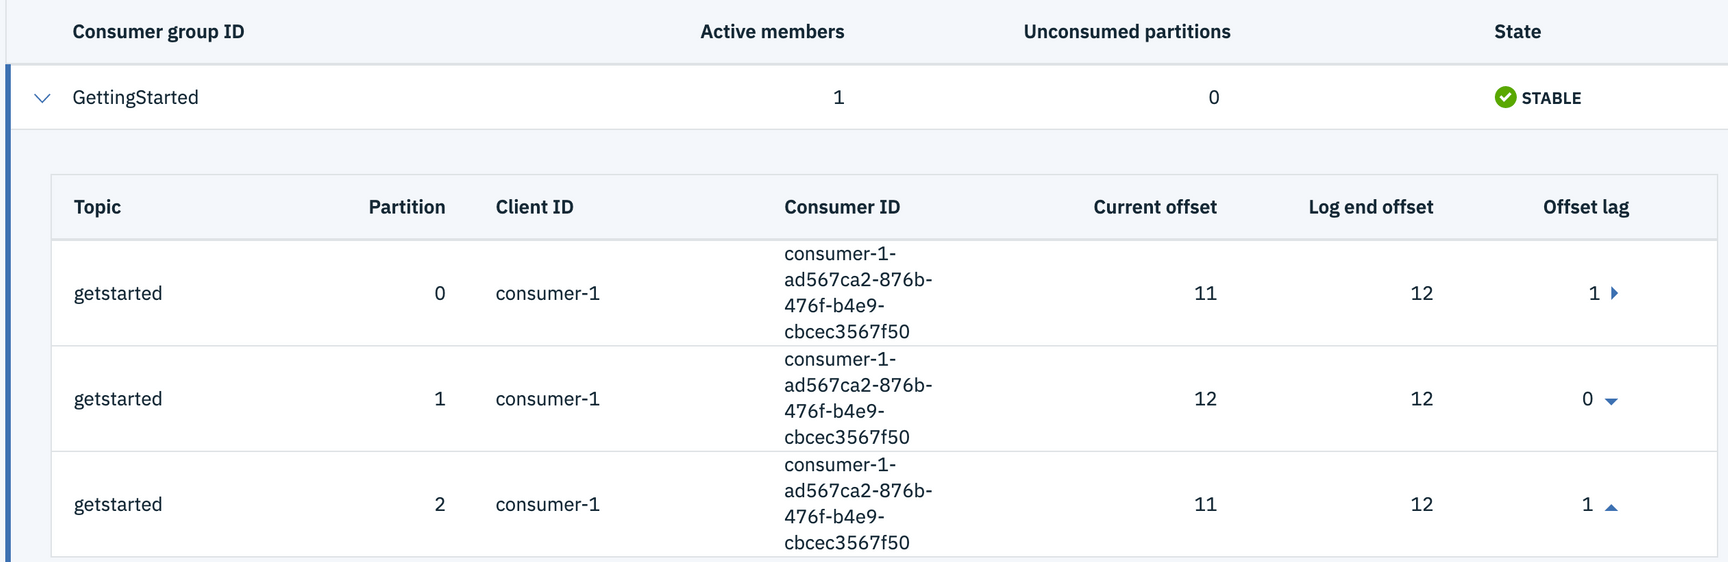 Consumer group ID Active members Unconsumed partitions State
GettingStarted 1 0 STABLE
Topic Partition Client ID Consumer ID Current offset Log end offset Offset lag
getstarted 0 consumer-1 consumer-1-
ad567ca2-876b-
476f-b4e9-
cbcec3567f50 11 12 1
getstarted 1 consumer-1 consumer-1-
ad567ca2-876b-
476f-b4e9-
cbcec3567f50 12 12 0
getstarted 2 consumer-1 consumer-1-
ad567ca2-876b-
476f-b4e9-
cbcec3567f50 11 12 1